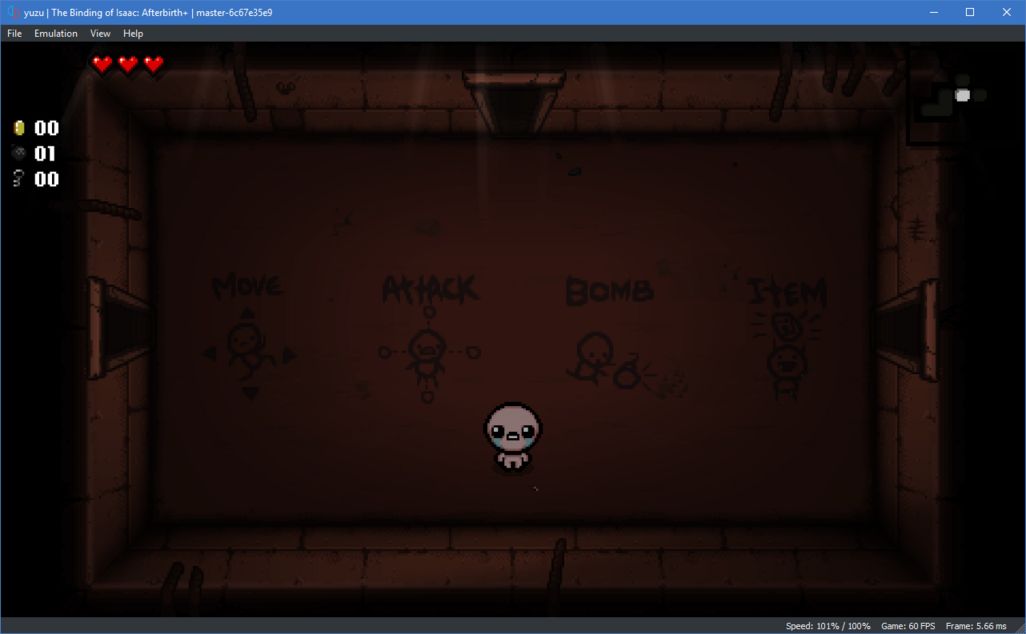 yuzu | The Binding of Isaac: Afterbirth+ | master-6c67e35e9
File Emulation View Help
00
01
00
MOVE ATTACK BOMB ITEM
Speed: 101% / 100% Game: 60 FPS Frame: 5.66 ms